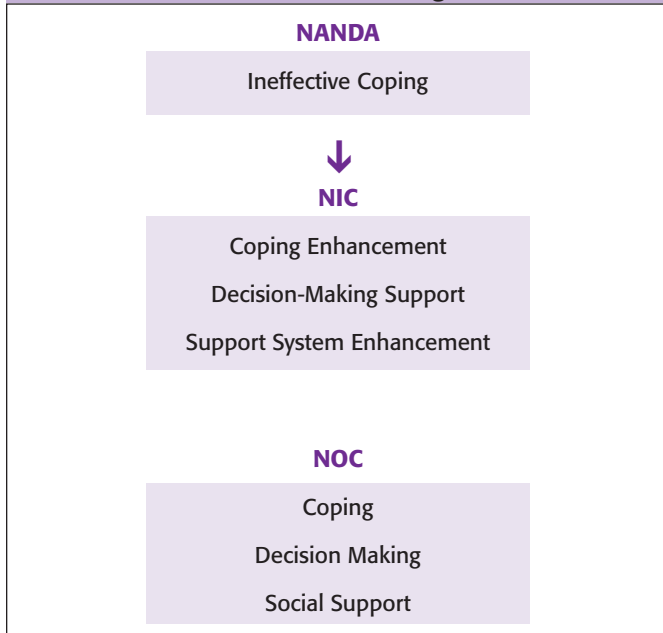 NANDA
Ineffective Coping
↓
NIC
Coping Enhancement
Decision-Making Support
Support System Enhancement
NOC
Coping
Decision Making
Social Support